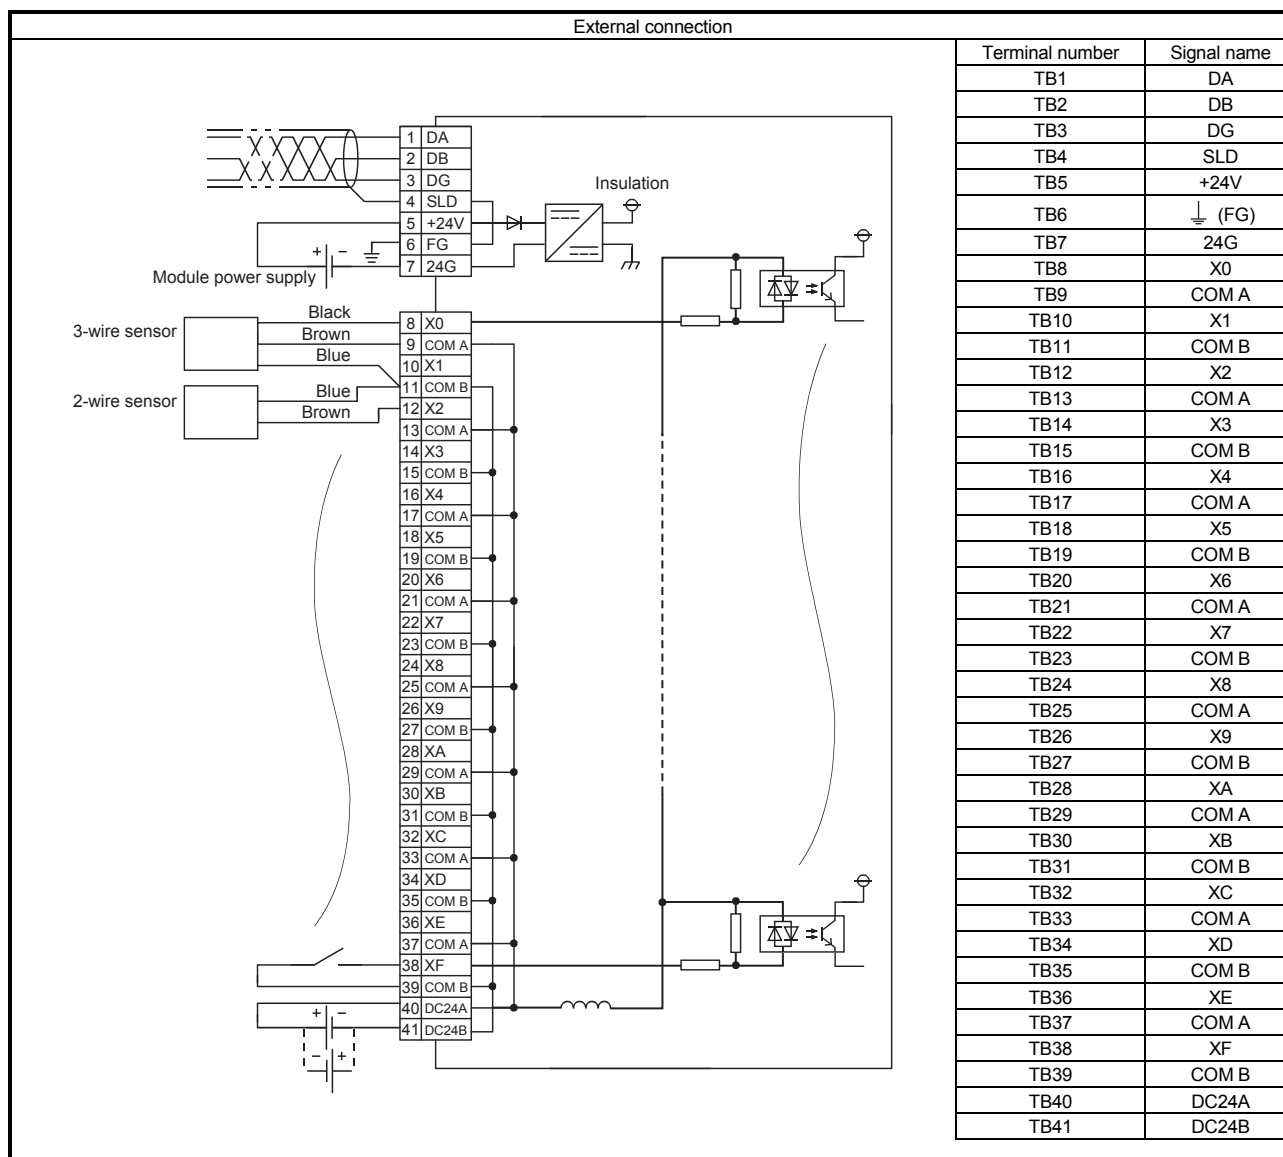 External connection
1 DA
2 DB
3 DG
4 SLD
5 +24V
6 FG
7 24G
Insulation
+ −
Module power supply
3-wire sensor
Black
Brown
Blue
2-wire sensor
Blue
Brown
8 X0
9 COM A
10 X1
11 COM B
12 X2
13 COM A
14 X3
15 COM B
16 X4
17 COM A
18 X5
19 COM B
20 X6
21 COM A
22 X7
23 COM B
24 X8
25 COM A
26 X9
27 COM B
28 XA
29 COM A
30 XB
31 COM B
32 XC
33 COM A
34 XD
35 COM B
36 XE
37 COM A
38 XF
39 COM B
40 DC24A
41 DC24B
+ −
− +
Terminal number Signal name
TB1 DA
TB2 DB
TB3 DG
TB4 SLD
TB5 +24V
TB6 (FG)
TB7 24G
TB8 X0
TB9 COM A
TB10 X1
TB11 COM B
TB12 X2
TB13 COM A
TB14 X3
TB15 COM B
TB16 X4
TB17 COM A
TB18 X5
TB19 COM B
TB20 X6
TB21 COM A
TB22 X7
TB23 COM B
TB24 X8
TB25 COM A
TB26 X9
TB27 COM B
TB28 XA
TB29 COM A
TB30 XB
TB31 COM B
TB32 XC
TB33 COM A
TB34 XD
TB35 COM B
TB36 XE
TB37 COM A
TB38 XF
TB39 COM B
TB40 DC24A
TB41 DC24B